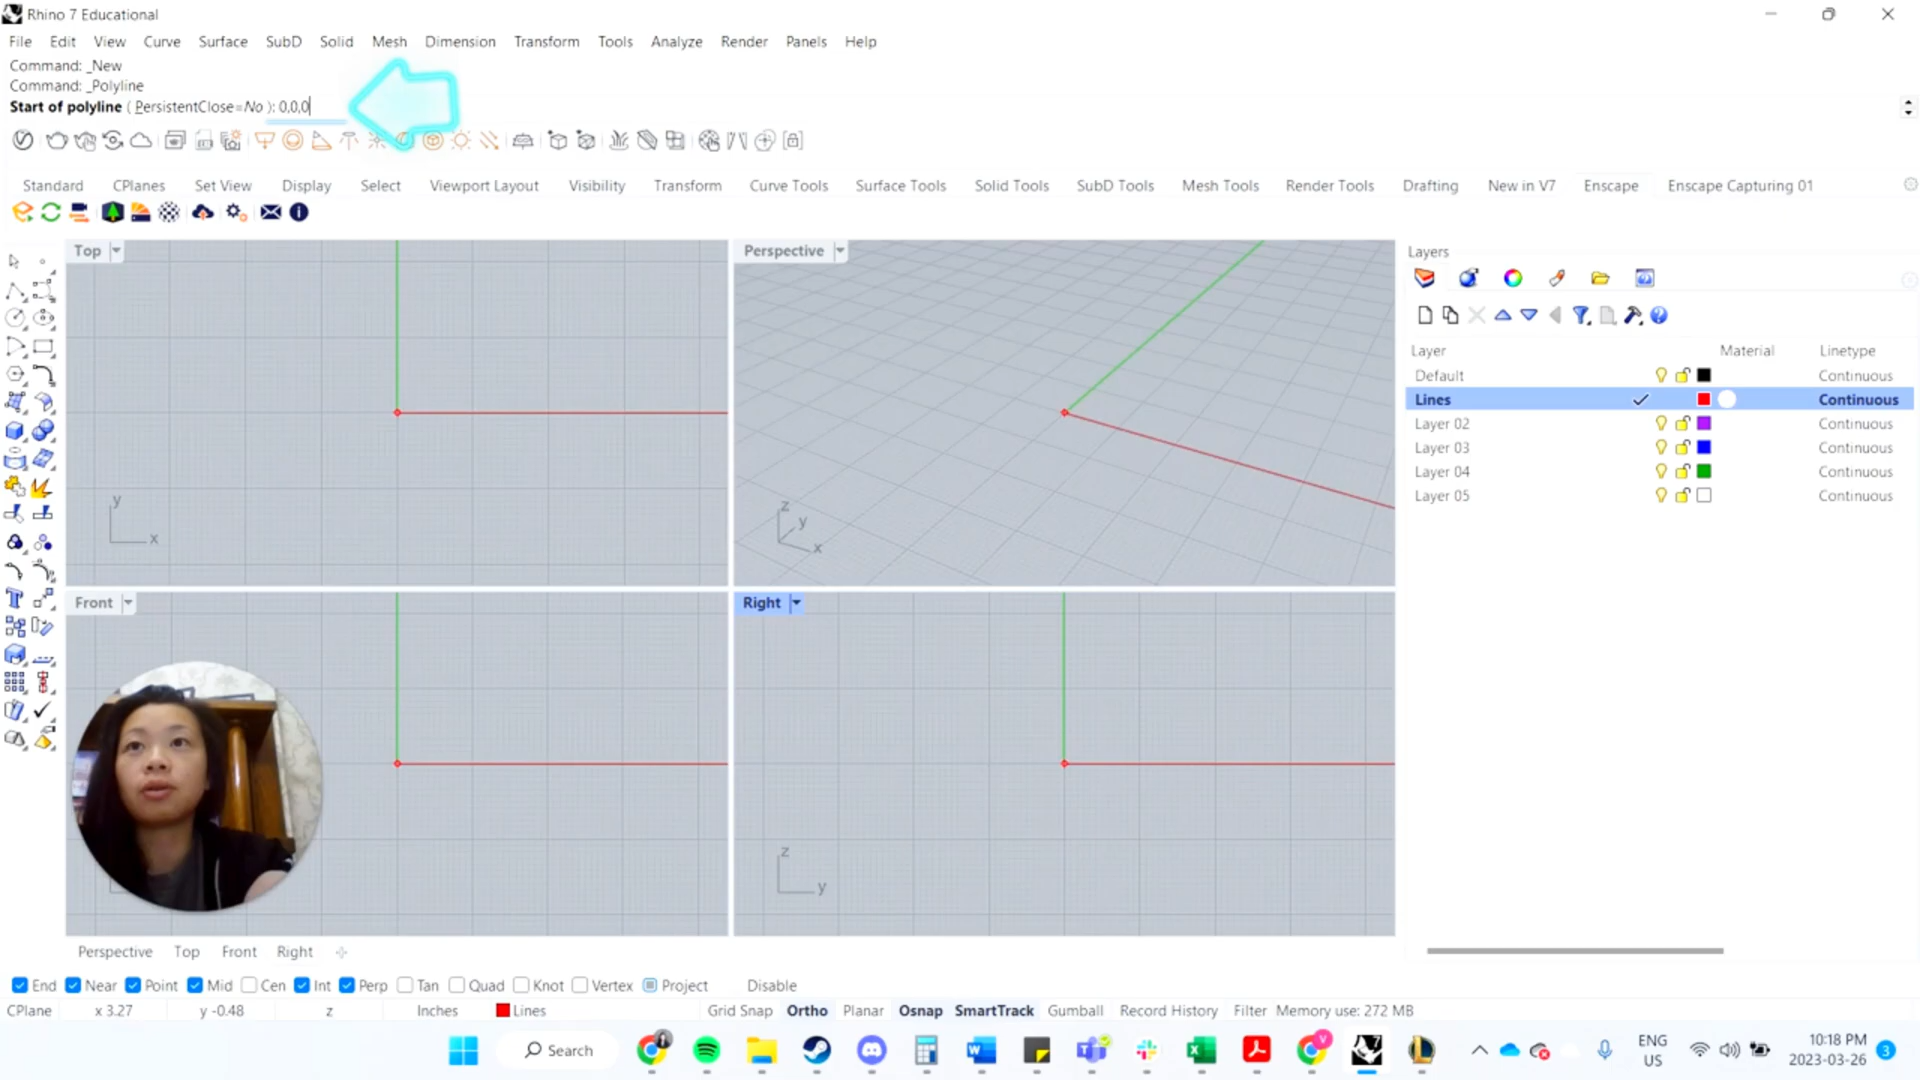 Rhino 7 Educational
File Edit View Curve Surface SubD Solid Mesh Dimension Transform Tools Analyze Render Panels Help
Command: _New
Command: _Polyline
Start of polyline ( PersistentClose=No ): 0,0,0
Standard CPlanes Set View Display Select Viewport Layout Visibility Transform Curve Tools Surface Tools Solid Tools SubD Tools Mesh Tools Render Tools Drafting New in V7 Enscape Enscape Capturing 01
Top
y
x
Perspective
z
y
x
Front
Right
z
y
Layers
Layer Material Linetype
Default Continuous
Lines Continuous
Layer 02 Continuous
Layer 03 Continuous
Layer 04 Continuous
Layer 05 Continuous
Perspective Top Front Right
End Near Point Mid Cen Int Perp Tan Quad Knot Vertex Project Disable
CPlane x 3.27 y -0.48 z Inches Lines Grid Snap Ortho Planar Osnap SmartTrack Gumball Record History Filter Memory use: 272 MB
Search
ENG
US
10:18 PM
2023-03-26
3